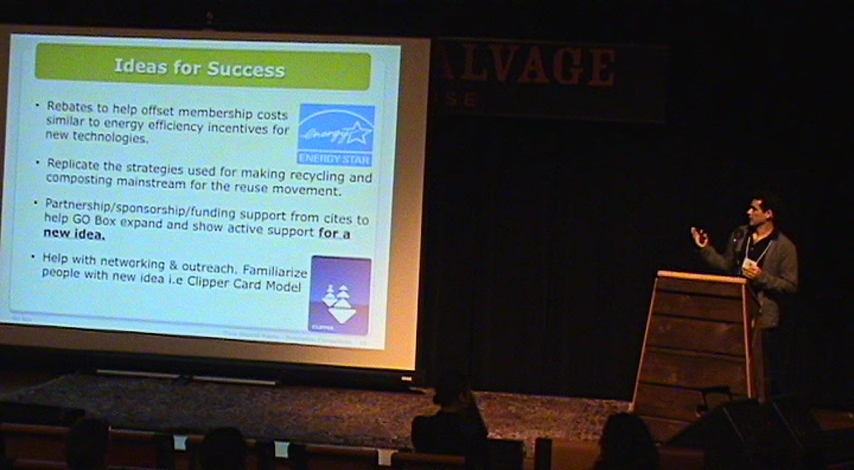 Ideas for Success
• Rebates to help offset membership costs
similar to energy efficiency incentives for
new technologies.
energy
ENERGY STAR
• Replicate the strategies used for making recycling and
composting mainstream for the reuse movement.
• Partnership/sponsorship/funding support from cites to
help GO Box expand and show active support for a
new idea.
• Help with networking & outreach. Familiarize
people with new idea i.e Clipper Card Model
CLIPPER
ALVAGE
SE